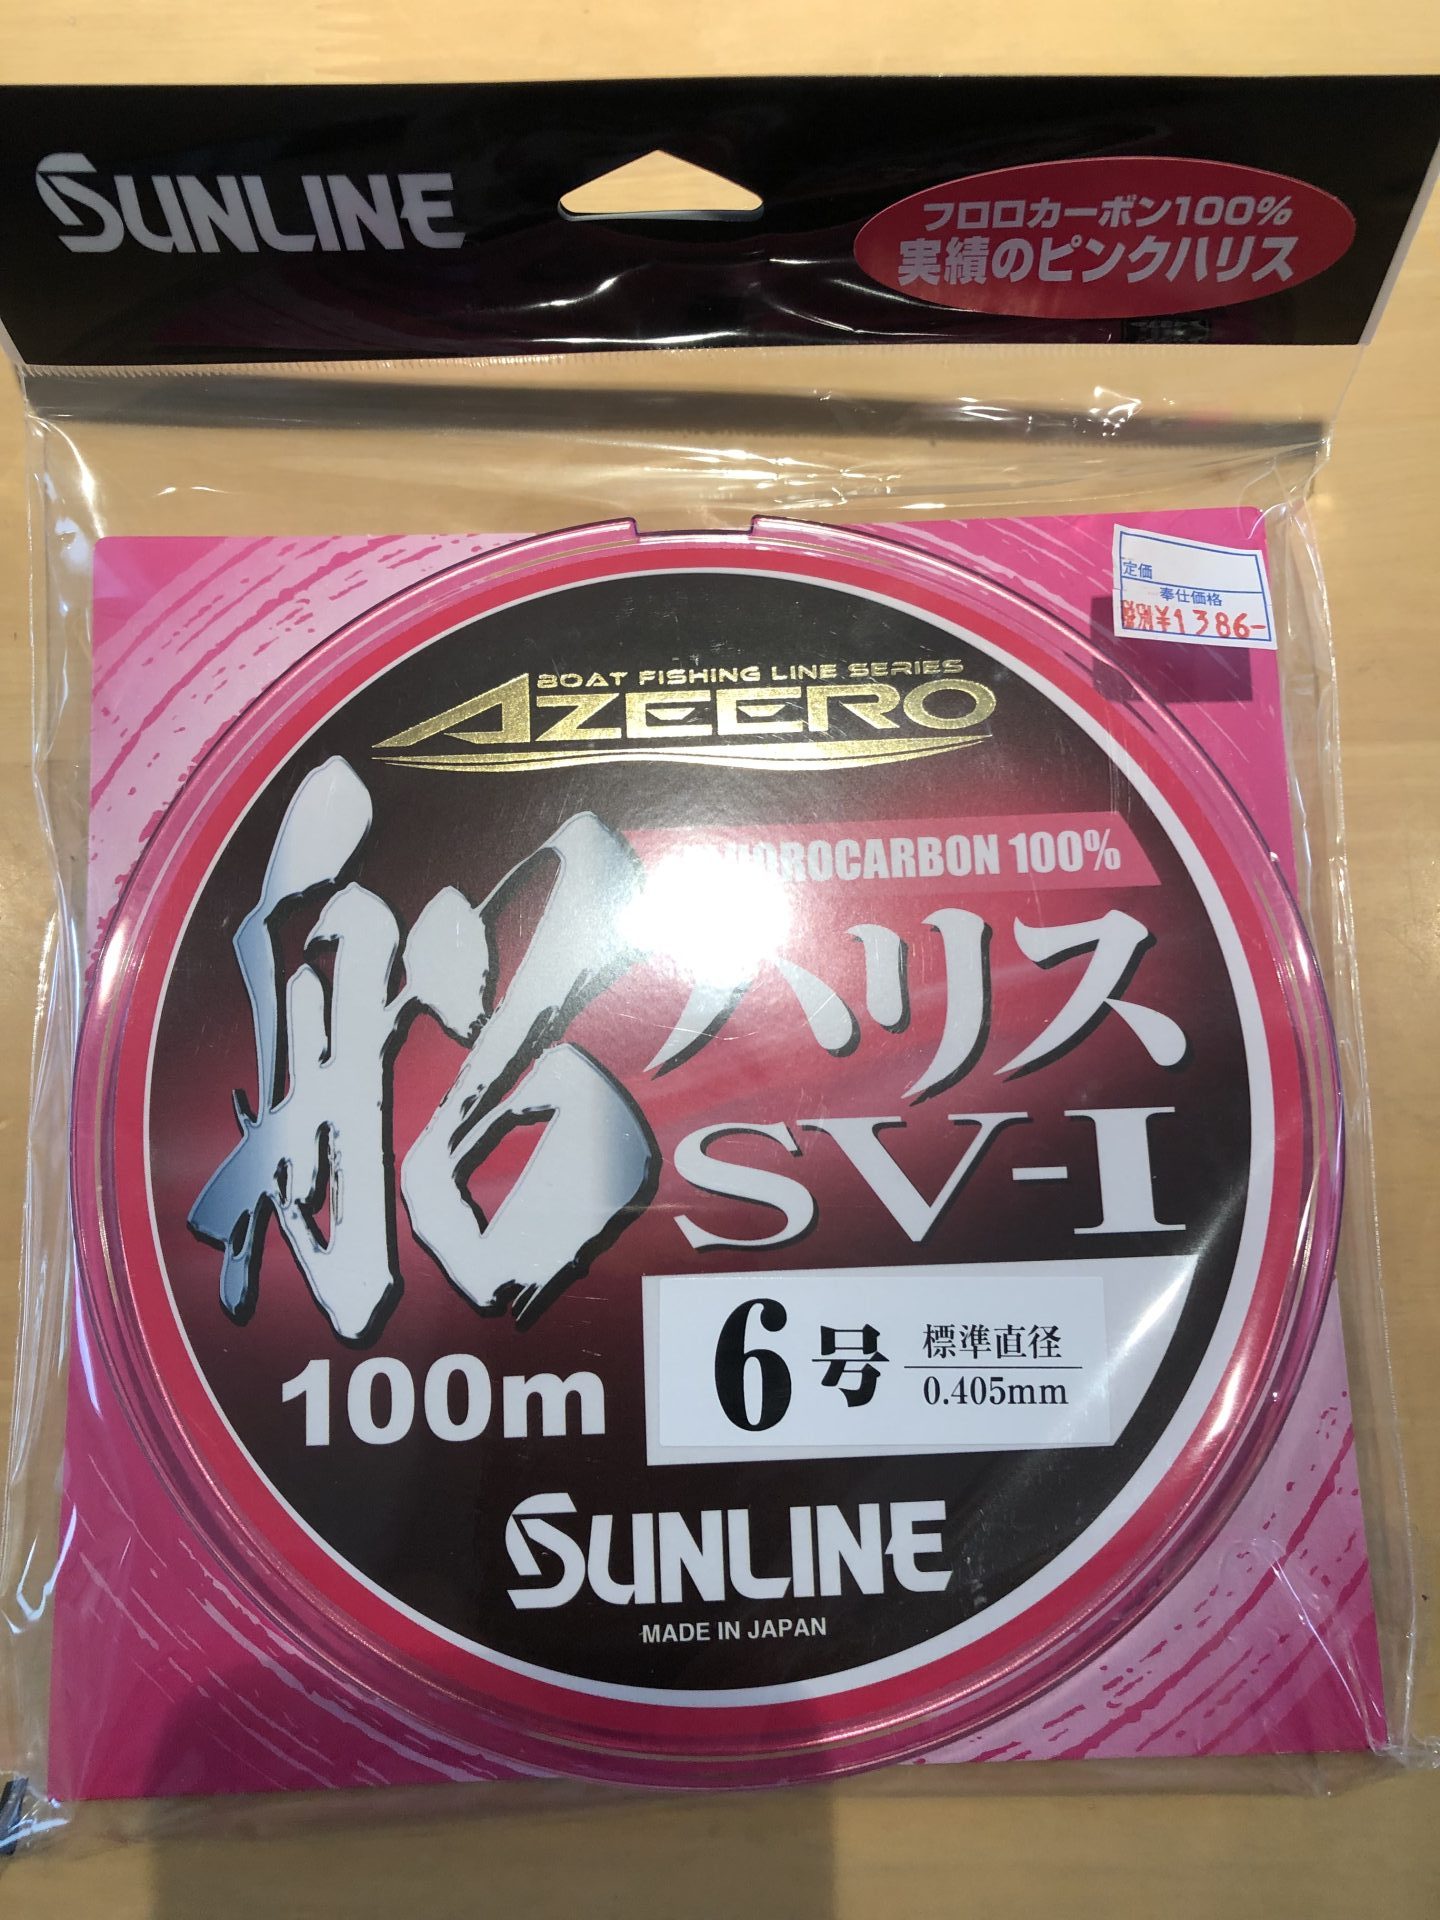 SUNLINE
フロロカーボン100%
実績のピンクハリス
定価
奉仕価格
税別¥1386-
BOAT FISHING LINE SERIES
AZEERO
100%
船ハリス
SV-I
100m
6号
標準直径
0.405mm
SUNLINE
MADE IN JAPAN